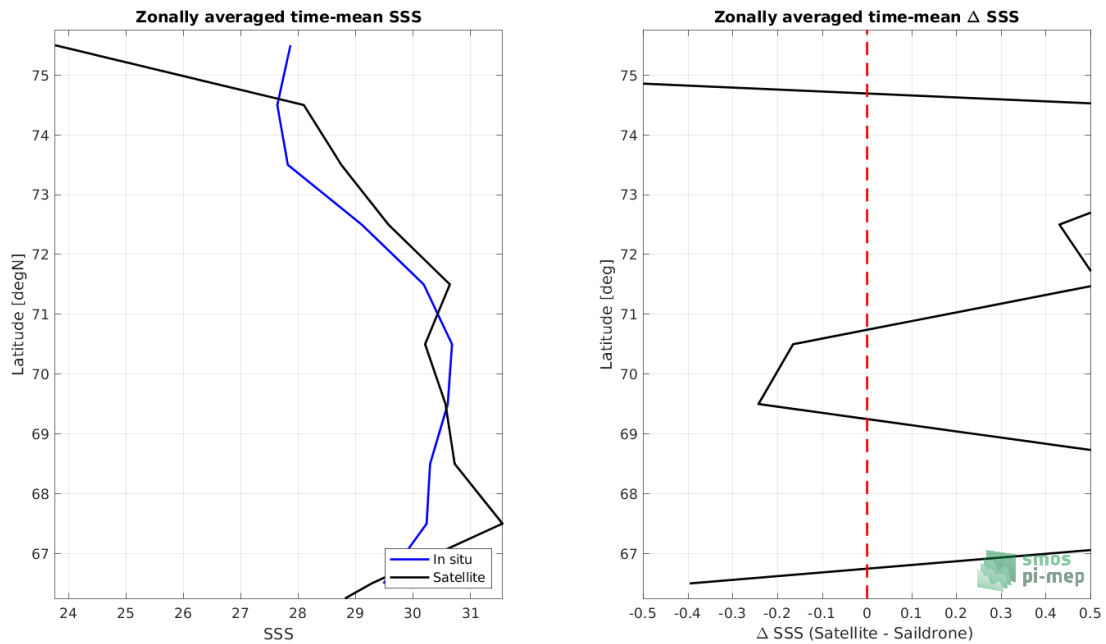 Zonally averaged time-mean SSS
75
74
73
72
71
70
69
68
67
Latitude [degN]
In situ
Satellite
24 25 26 27 28 29 30 31
SSS
Zonally averaged time-mean Δ SSS
75
74
73
72
71
70
69
68
67
Latitude [deg]
smos
pi-mep
-0.5 -0.4 -0.3 -0.2 -0.1 0 0.1 0.2 0.3 0.4 0.5
Δ SSS (Satellite - Saildrone)